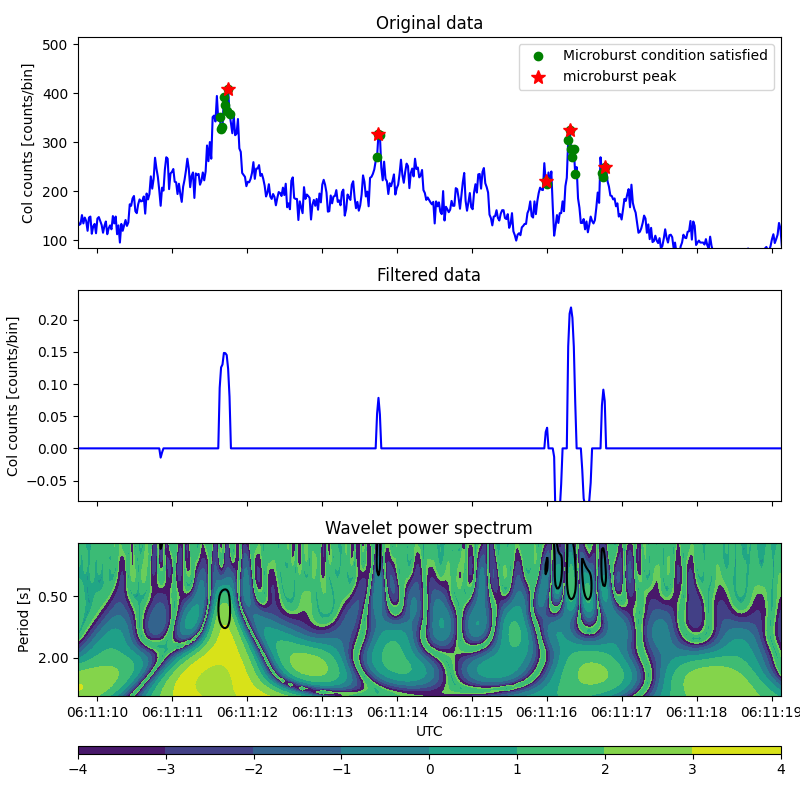 Original data
Col counts [counts/bin]
500
400
300
200
100
Microburst condition satisfied
microburst peak
Filtered data
Col counts [counts/bin]
0.20
0.15
0.10
0.05
0.00
−0.05
Wavelet power spectrum
Period [s]
0.50
2.00
06:11:10 06:11:11 06:11:12 06:11:13 06:11:14 06:11:15 06:11:16 06:11:17 06:11:18 06:11:19
UTC
−4 −3 −2 −1 0 1 2 3 4